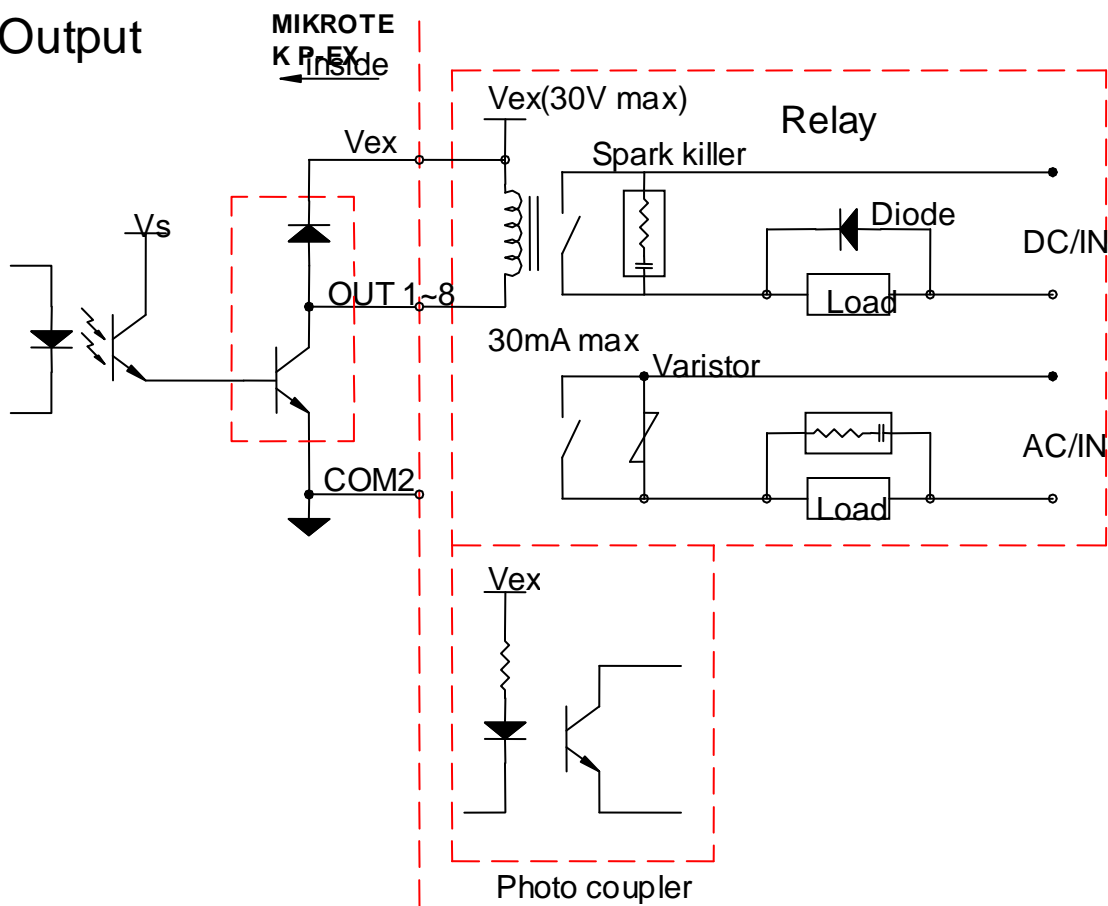 Output
MIKROTE
K P-EX
inside
Vex(30V max)
Relay
Vex
Spark killer
Vs
Diode
DC/IN
OUT 1~8
Load
30mA max
Varistor
AC/IN
COM2
Load
Vex
Photo coupler